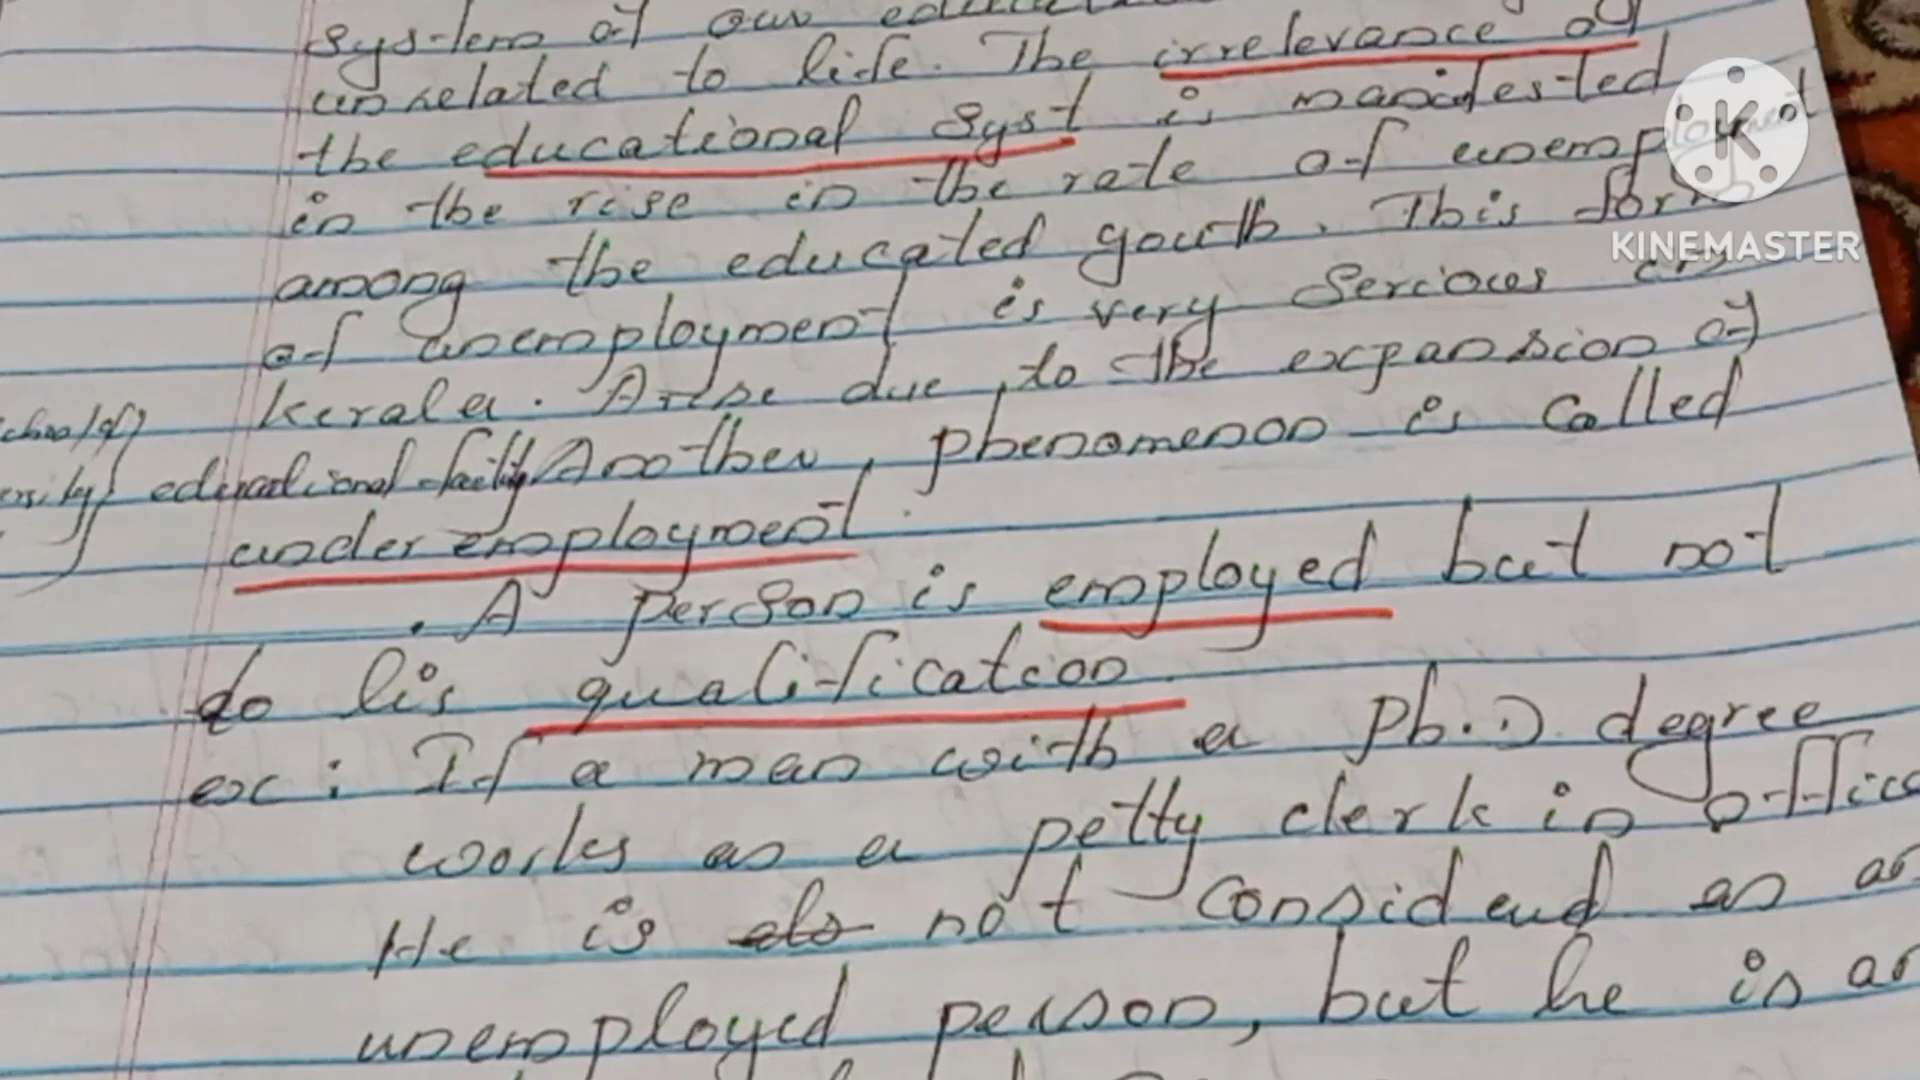 system of our
unrelated to life. The irrelevance of
the educational syst is manifested
in the rise in the rate of unemployment
among the educated youth. This form
of unemployment is very serious in
Kerala. Arise due to the expansion of
educational facility Another phenomenon is called
under employment.
A person is employed but not
to his qualification.
ex: If a man with a Ph.D. degree
works as a petty clerk in office
He is not considered as an
unemployed person, but he is an
K
KINEMASTER